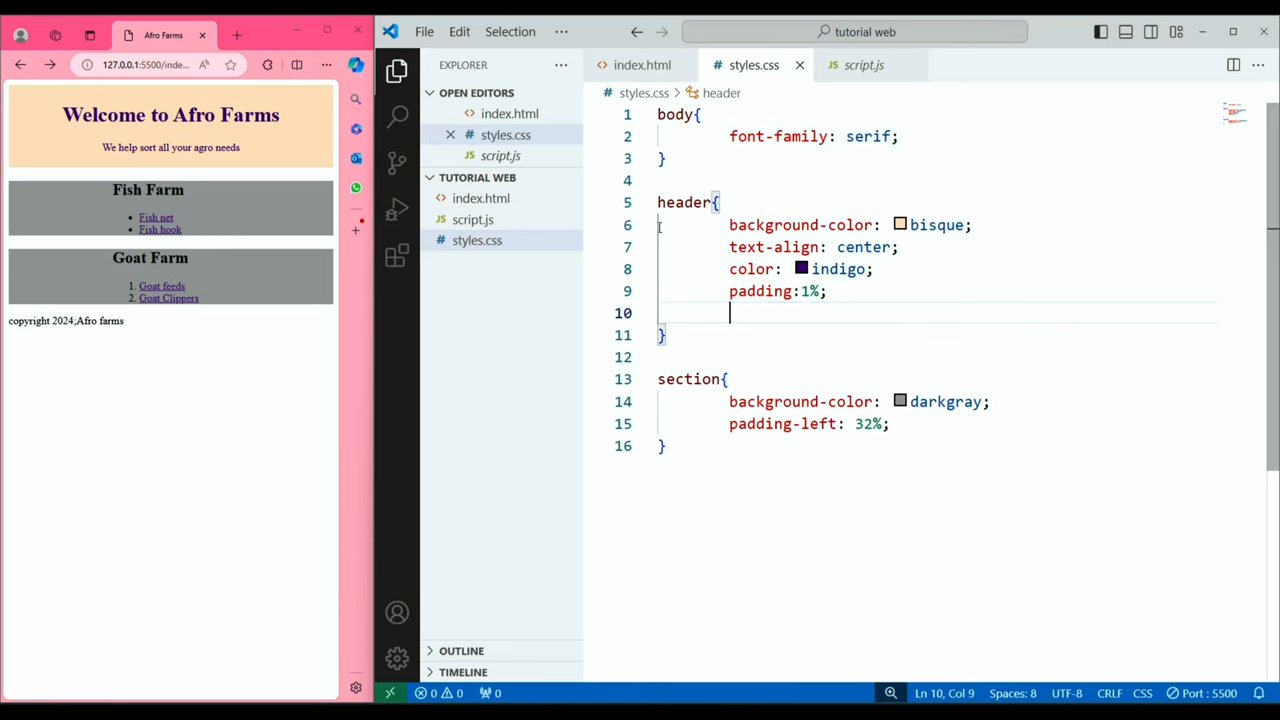 Afro Farms
127.0.0.1:5500/inde...
Welcome to Afro Farms
We help sort all your agro needs
Fish Farm
• Fish net
• Fish hook
Goat Farm
1. Goat feeds
2. Goat Clippers
copyright 2024;Afro farms
File Edit Selection ···
tutorial web
EXPLORER
OPEN EDITORS
index.html
# styles.css
JS script.js
TUTORIAL WEB
index.html
JS script.js
# styles.css
OUTLINE
TIMELINE
index.html
# styles.css
JS script.js
# styles.css > header
1 body{
2 font-family: serif;
3 }
4
5 header{
6 background-color: bisque;
7 text-align: center;
8 color: indigo;
9 padding:1%;
10
11 }
12
13 section{
14 background-color: darkgray;
15 padding-left: 32%;
16 }
0 0 0 Ln 10, Col 9 Spaces: 8 UTF-8 CRLF CSS Port : 5500